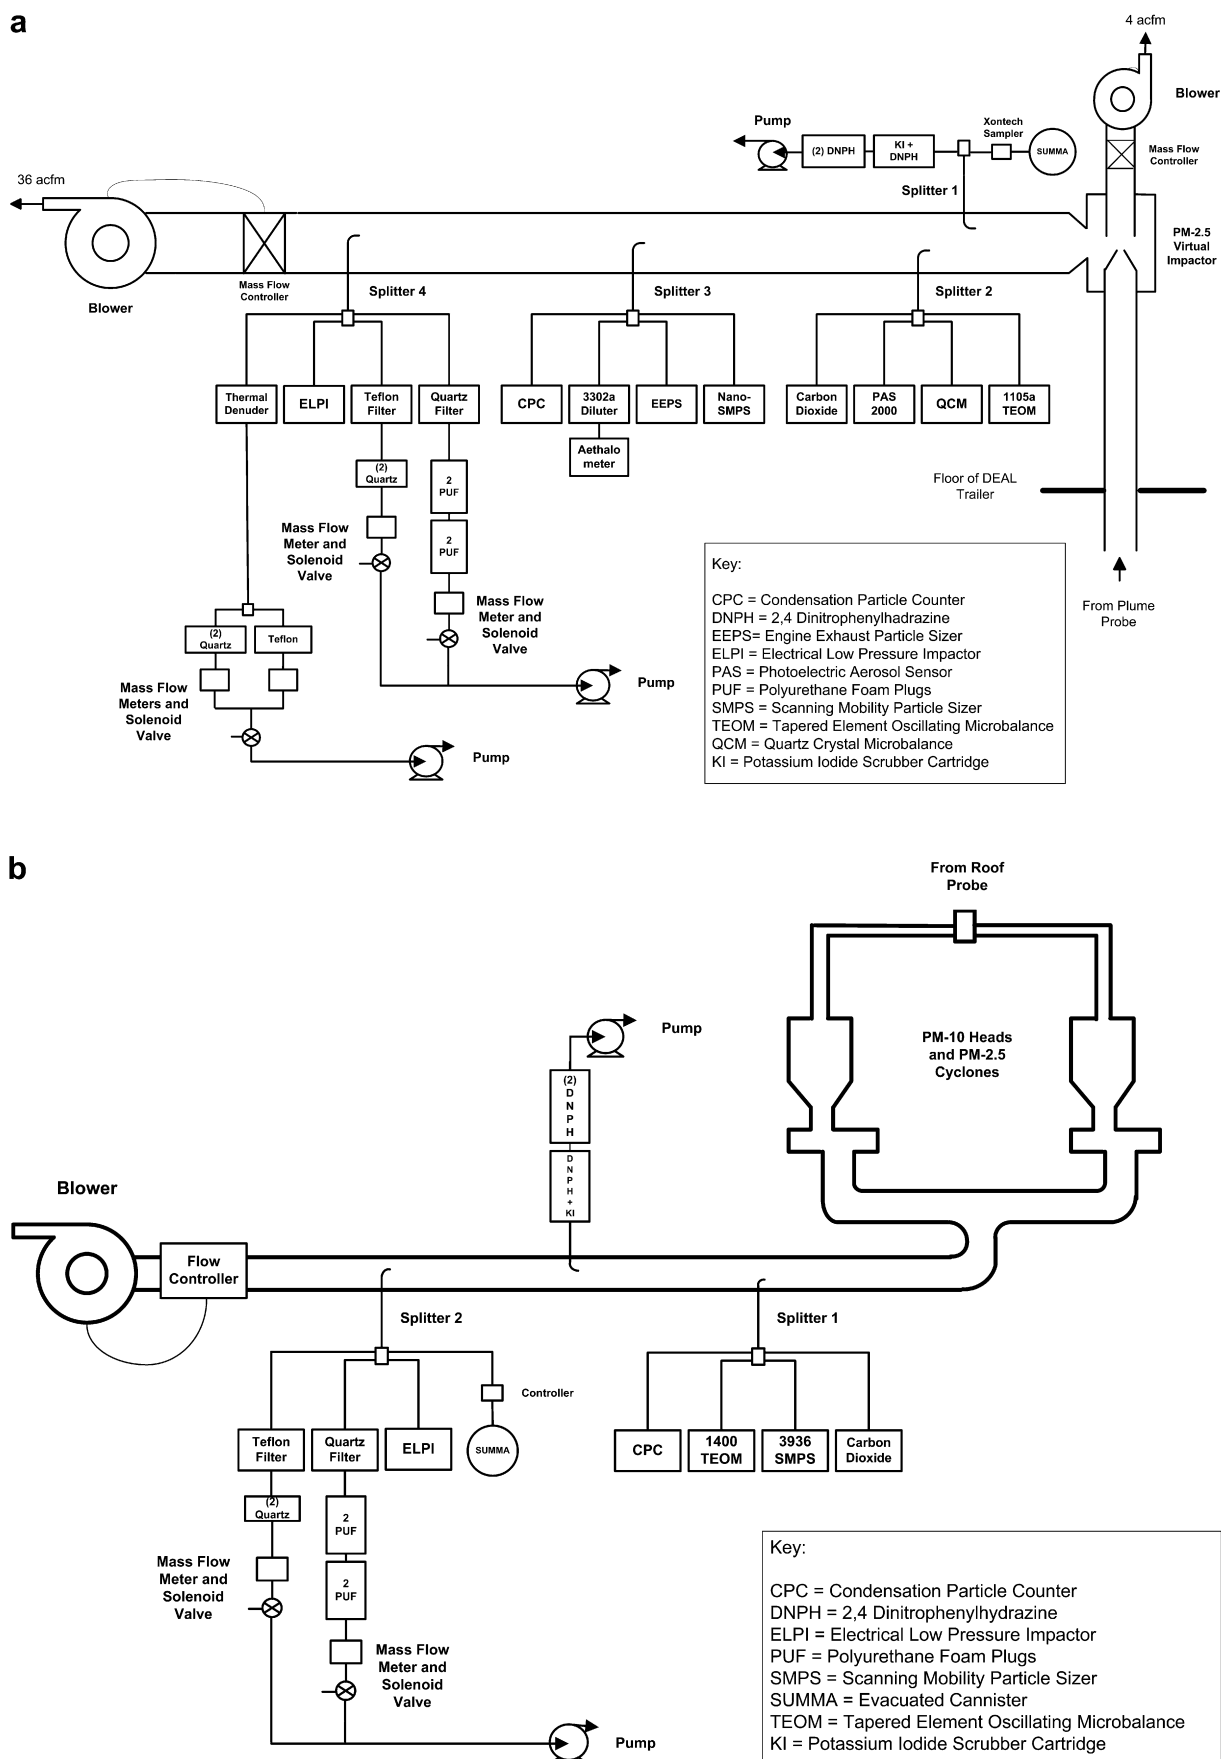 a
4 acfm
Blower
Pump
Xontech
Sampler
(2) DNPH
KI +
DNPH
SUMMA
Mass Flow
Controller
36 acfm
Splitter 1
PM-2.5
Virtual
Impactor
Mass Flow
Controller
Blower
Splitter 4
Splitter 3
Splitter 2
Thermal
Denuder
ELPI
Teflon
Filter
Quartz
Filter
CPC
3302a
Diluter
EEPS
Nano-
SMPS
Carbon
Dioxide
PAS
2000
QCM
1105a
TEOM
Aethalo
meter
(2)
Quartz
2
PUF
Floor of DEAL
Trailer
Mass Flow
Meter and
Solenoid
Valve
2
PUF
Mass Flow
Meter and
Solenoid
Valve
From Plume
Probe
(2)
Quartz
Teflon
Mass Flow
Meters and
Solenoid
Valve
Pump
Pump
Key:
CPC = Condensation Particle Counter
DNPH = 2,4 Dinitrophenylhadrazine
EEPS= Engine Exhaust Particle Sizer
ELPI = Electrical Low Pressure Impactor
PAS = Photoelectric Aerosol Sensor
PUF = Polyurethane Foam Plugs
SMPS = Scanning Mobility Particle Sizer
TEOM = Tapered Element Oscillating Microbalance
QCM = Quartz Crystal Microbalance
KI = Potassium Iodide Scrubber Cartridge
b
From Roof
Probe
Pump
PM-10 Heads
and PM-2.5
Cyclones
(2)
D
N
P
H
D
N
P
H
+
KI
Blower
Flow
Controller
Splitter 2
Splitter 1
Controller
Teflon
Filter
Quartz
Filter
ELPI
SUMMA
CPC
1400
TEOM
3936
SMPS
Carbon
Dioxide
(2)
Quartz
2
PUF
Mass Flow
Meter and
Solenoid
Valve
2
PUF
Mass Flow
Meter and
Solenoid
Valve
Pump
Key:
CPC = Condensation Particle Counter
DNPH = 2,4 Dinitrophenylhydrazine
ELPI = Electrical Low Pressure Impactor
PUF = Polyurethane Foam Plugs
SMPS = Scanning Mobility Particle Sizer
SUMMA = Evacuated Cannister
TEOM = Tapered Element Oscillating Microbalance
KI = Potassium Iodide Scrubber Cartridge